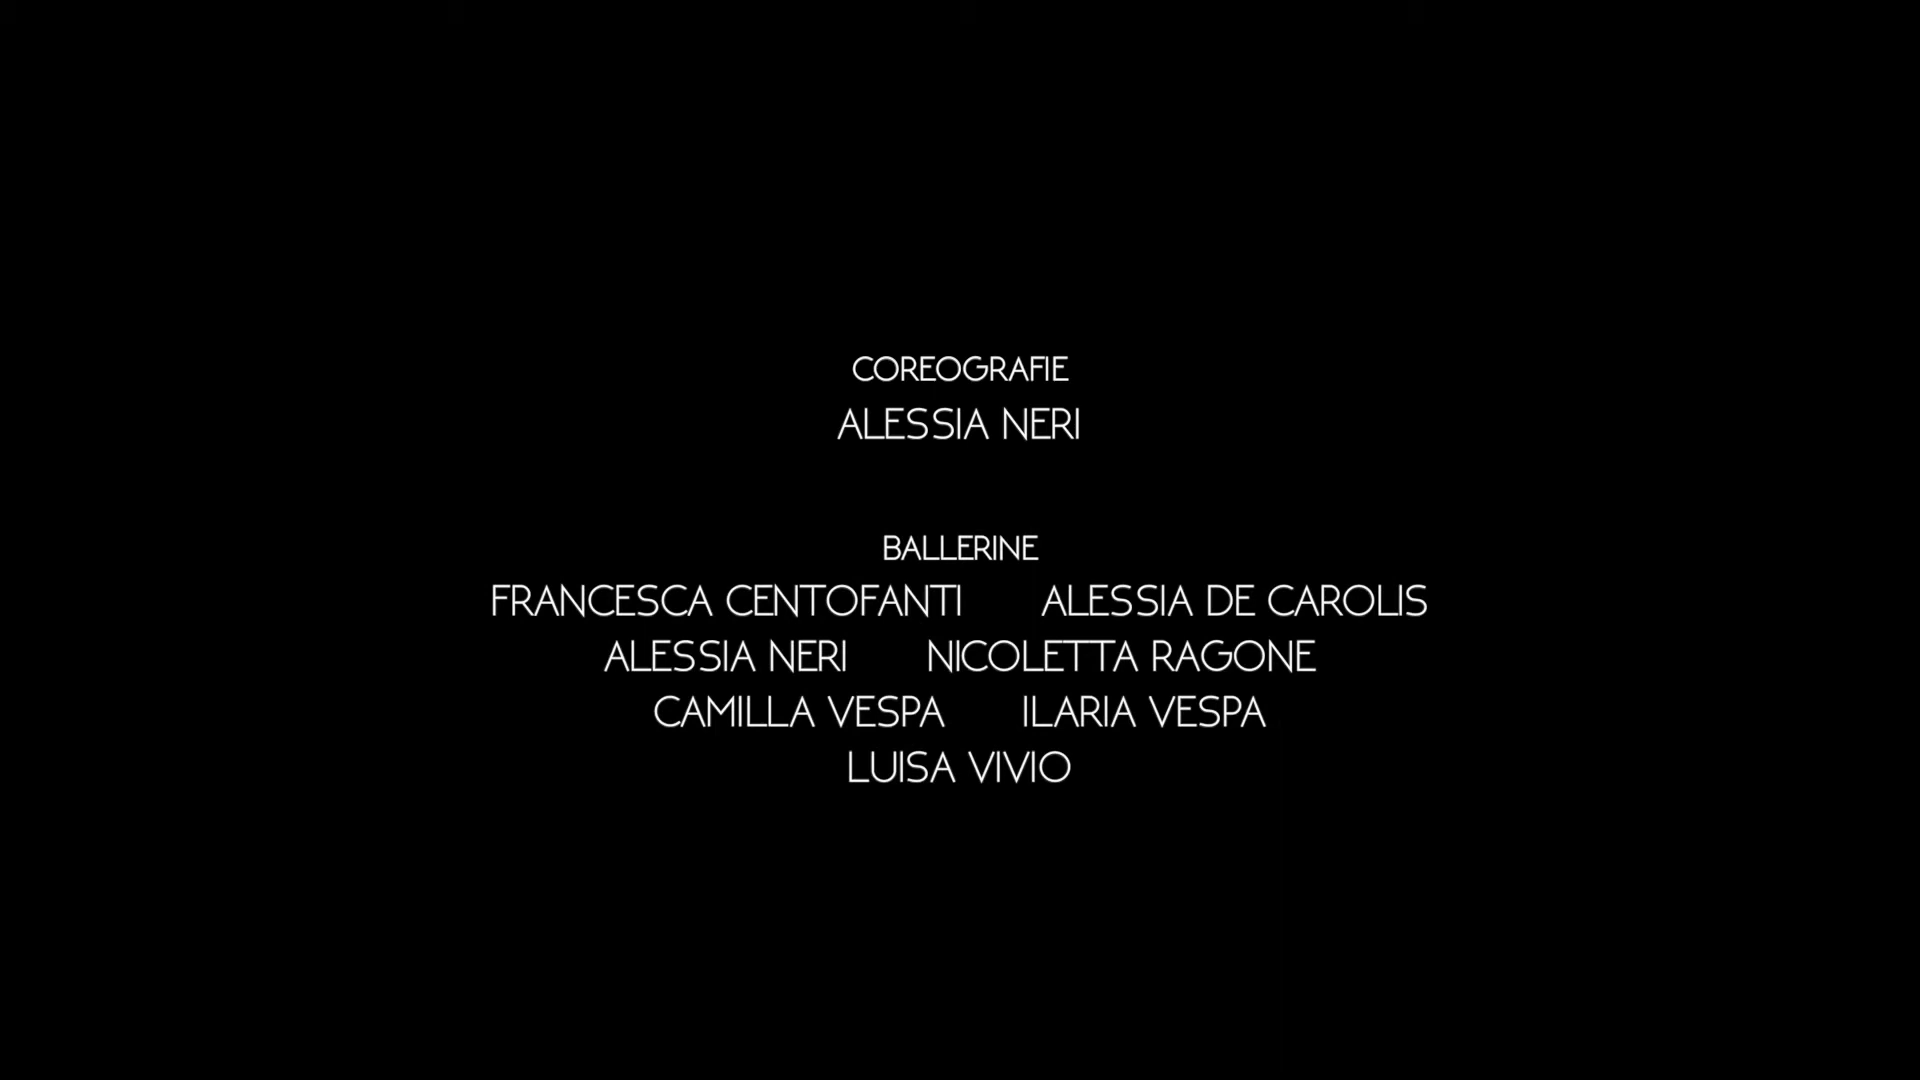 COREOGRAFIE
ALESSIA NERI
BALLERINE
FRANCESCA CENTOFANTI ALESSIA DE CAROLIS
ALESSIA NERI NICOLETTA RAGONE
CAMILLA VESPA ILARIA VESPA
LUISA VIVIO